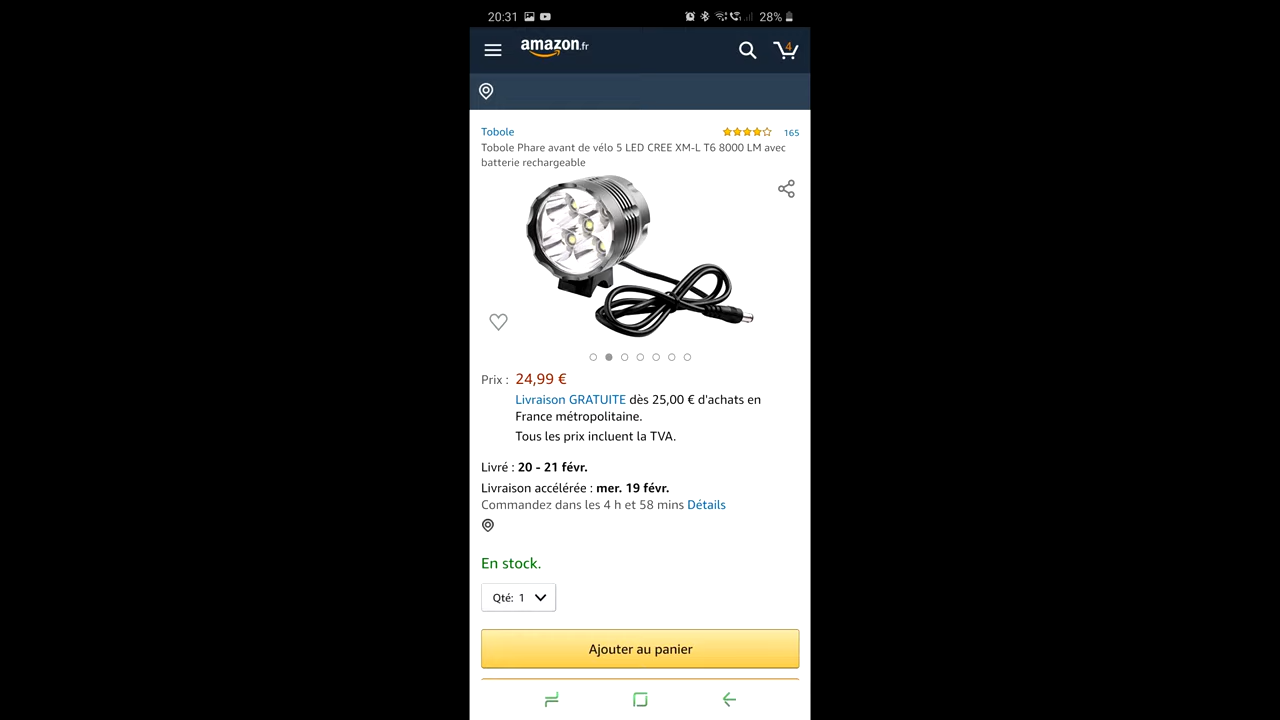 20:31
28%
amazon.fr
4
Tobole
165
Tobole Phare avant de vélo 5 LED CREE XM-L T6 8000 LM avec
batterie rechargeable
Prix : 24,99 €
Livraison GRATUITE dès 25,00 € d'achats en
France métropolitaine.
Tous les prix incluent la TVA.
Livré : 20 - 21 févr.
Livraison accélérée : mer. 19 févr.
Commandez dans les 4 h et 58 mins Détails
En stock.
Qté: 1
Ajouter au panier